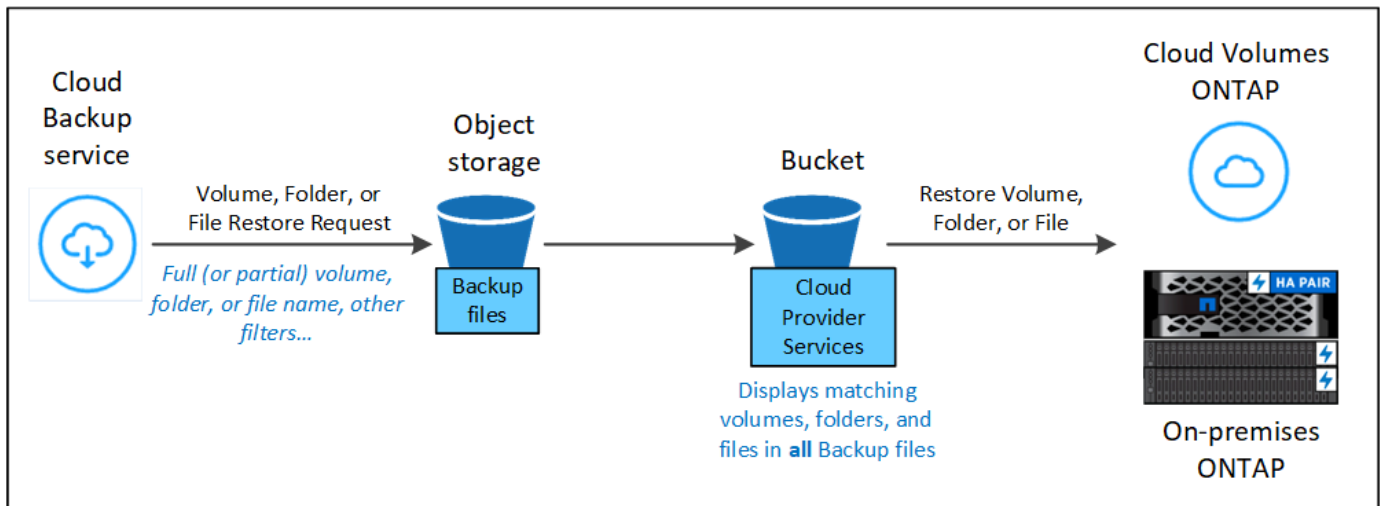 Cloud
Backup
service
Volume, Folder, or
File Restore Request
Full (or partial) volume,
folder, or file name, other
filters...
Object
storage
Backup
files
Bucket
Cloud
Provider
Services
Displays matching
volumes, folders, and
files in all Backup files
Restore Volume,
Folder, or File
Cloud Volumes
ONTAP
HA PAIR
On-premises
ONTAP